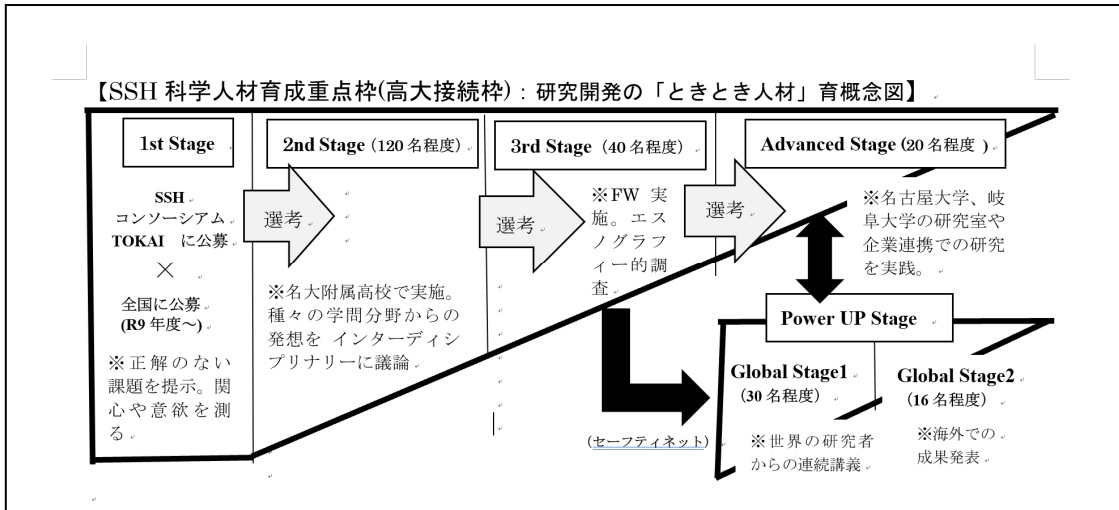 【SSH 科学人材育成重点枠(高大接続枠)：研究開発の「ときとき人材」育概念図】
1st Stage
SSH
コンソーシアム
TOKAI に公募
×
全国に公募
(R9 年度～)
※正解のない
課題を提示。関
心や意欲を測
る
選考
2nd Stage（120 名程度）
※名大附属高校で実施。
種々の学問分野からの
発想を インターディシ
プリナリーに議論
選考
3rd Stage （40 名程度）
※FW 実
施。エス
ノグラフ
ィー的調
査
選考
Advanced Stage (20 名程度 )
※名古屋大学、岐
阜大学の研究室や
企業連携での研究
を実践。
(セーフティネット)
Power UP Stage
Global Stage1
（30 名程度）
※世界の研究者
からの連続講義
Global Stage2
（16 名程度）
※海外での
成果発表